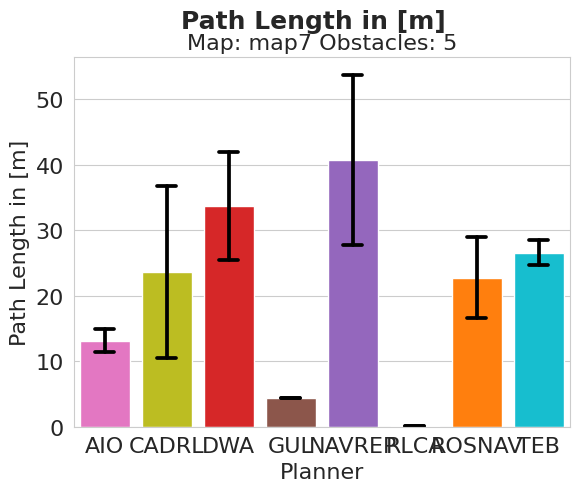 Path Length in [m]
Map: map7 Obstacles: 5
Path Length in [m]
50
40
30
20
10
0
AIO CADRL DWA GUL NAVREP RLCA ROSNAV TEB
Planner